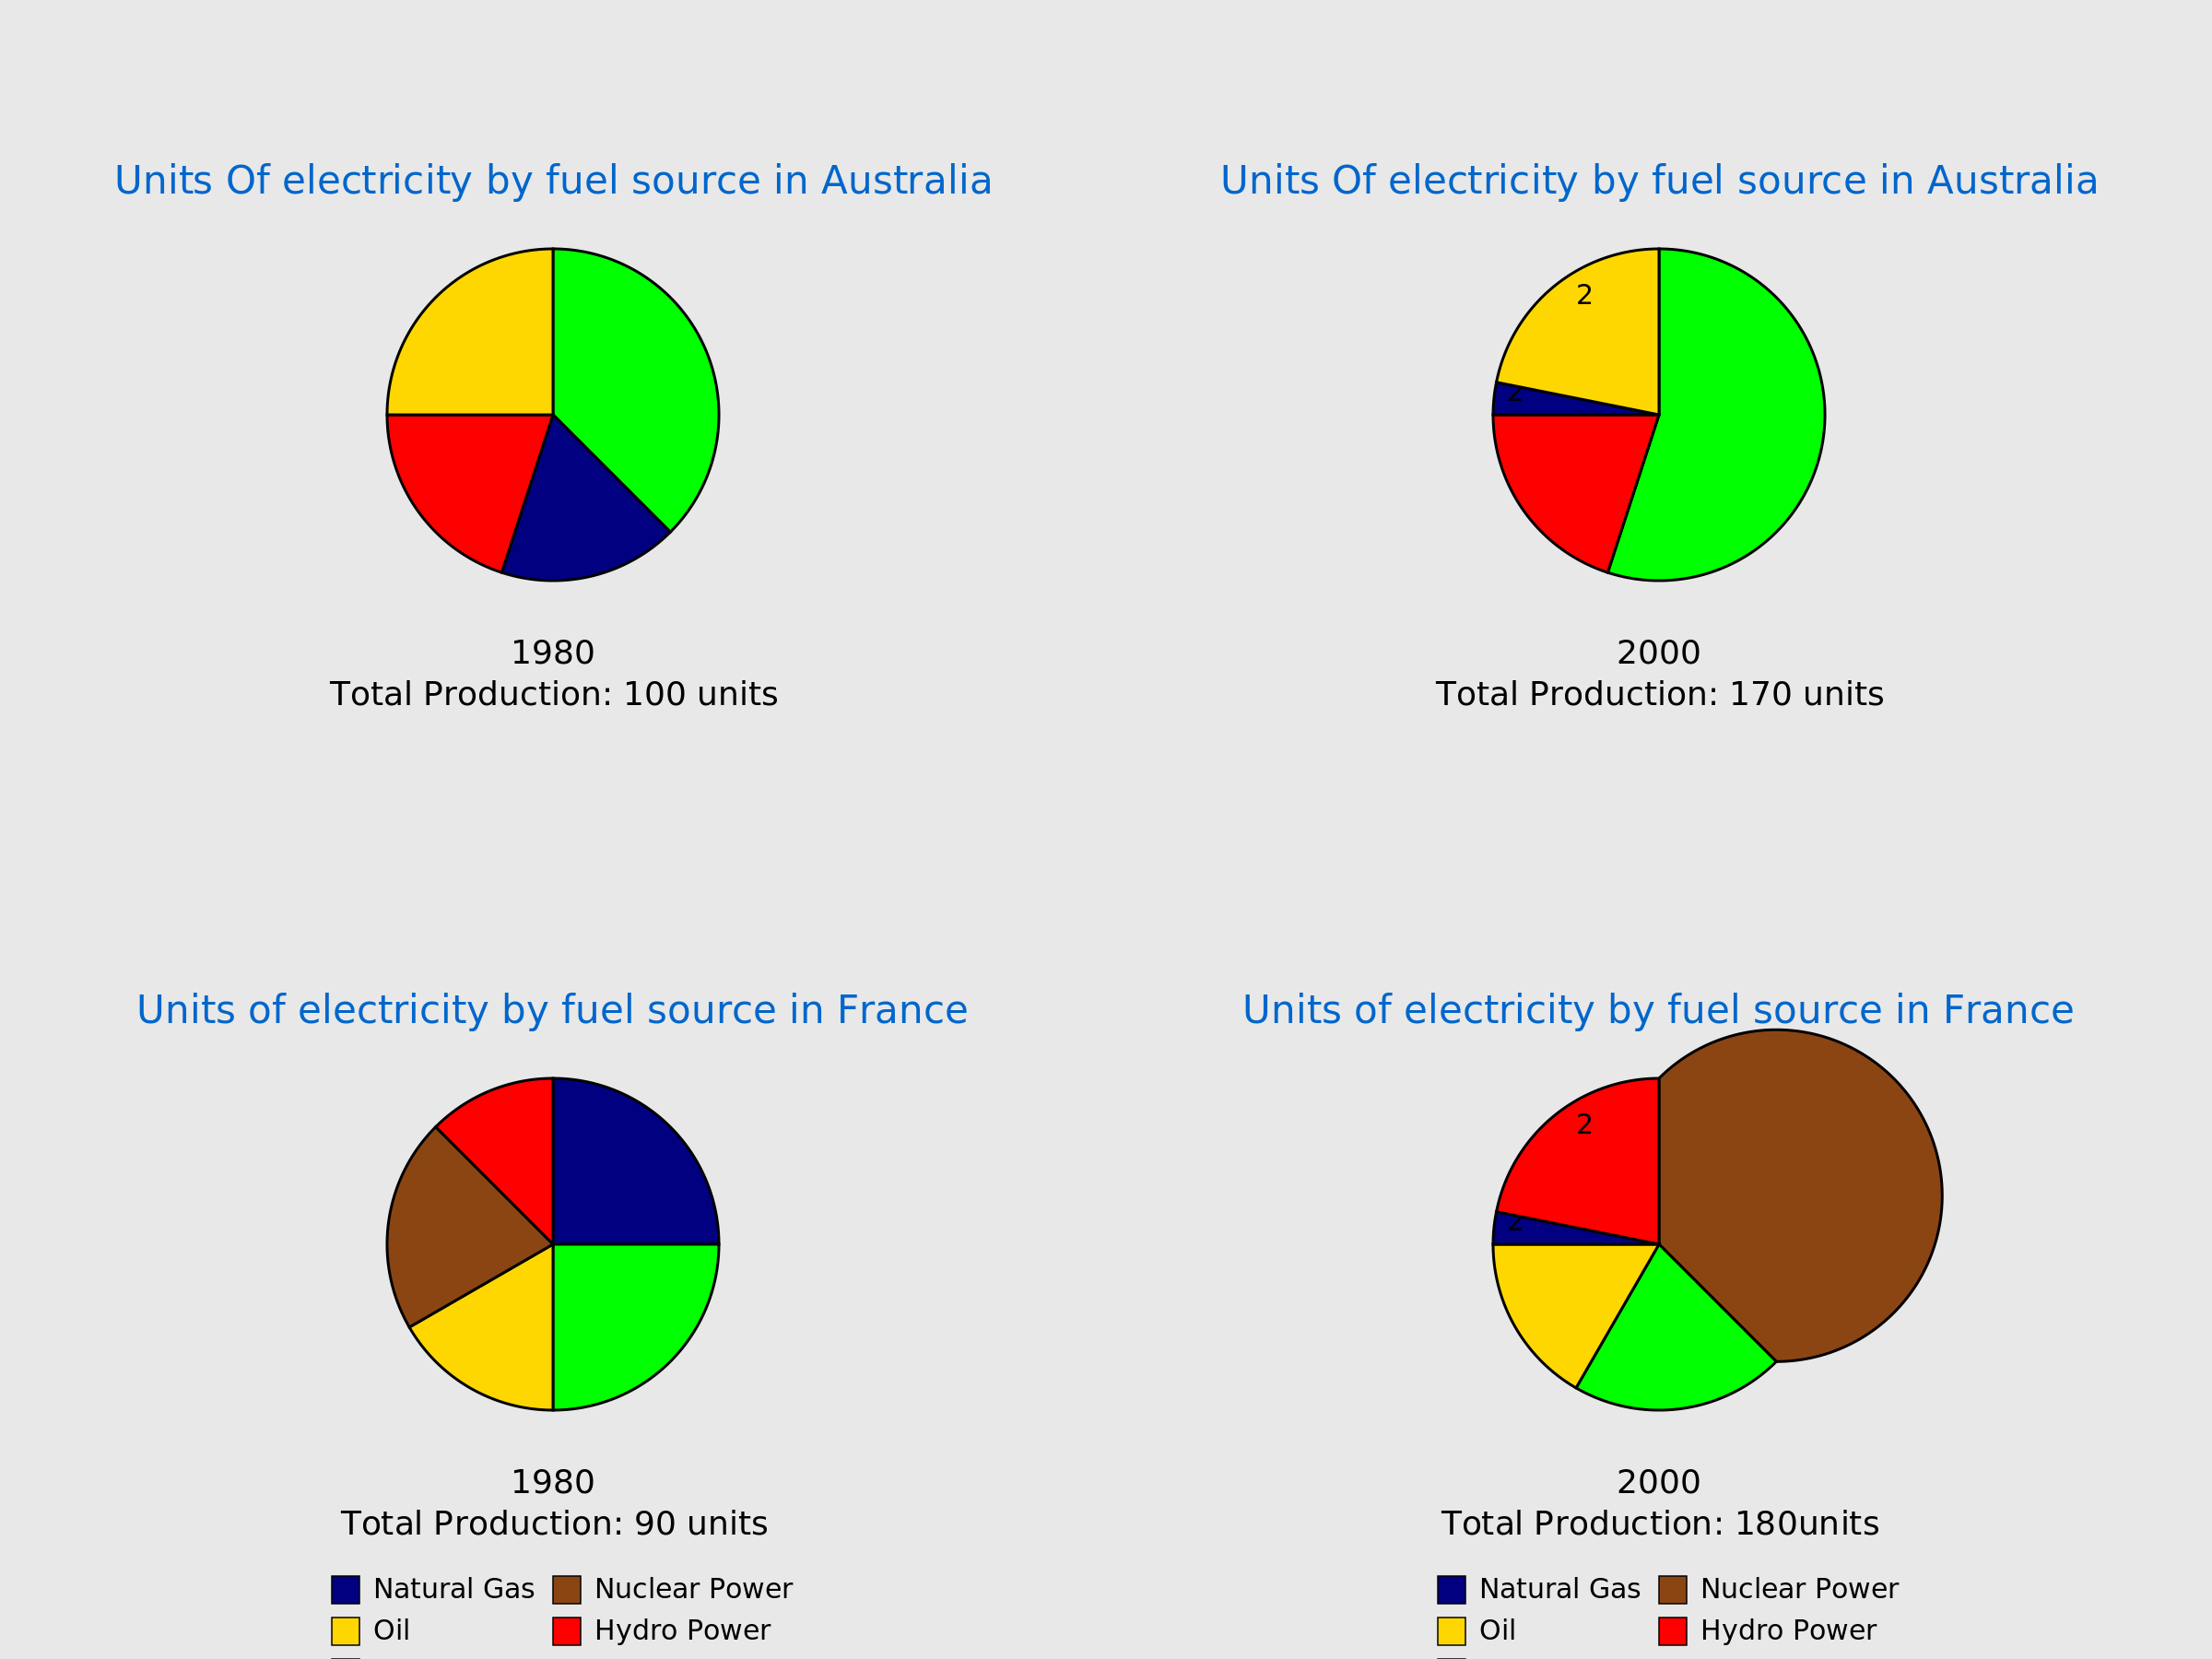 Units Of electricity by fuel source in Australia
2
2
1980
Total Production: 100 units
Units Of electricity by fuel source in Australia
2000
Total Production: 170 units
Units of electricity by fuel source in France
1980
Total Production: 90 units
Natural Gas
Nuclear Power
Oil
Hydro Power
Units of electricity by fuel source in France
2
2
2000
Total Production: 180units
Natural Gas
Nuclear Power
Oil
Hydro Power